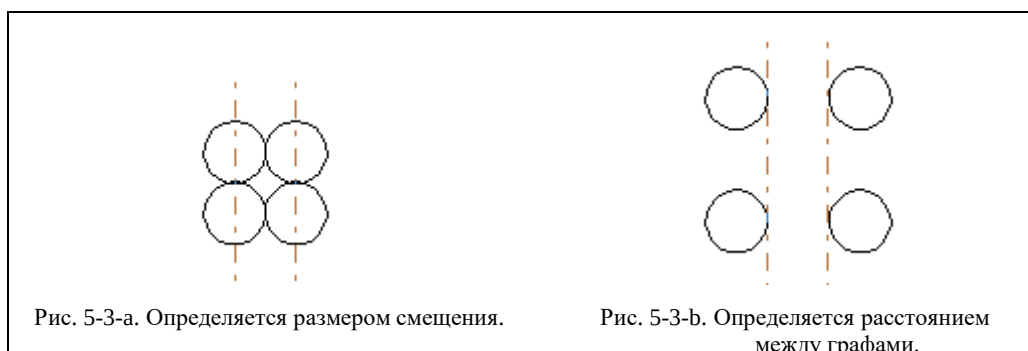 Рис. 5-3-a. Определяется размером смещения.
Рис. 5-3-b. Определяется расстоянием
между графами.